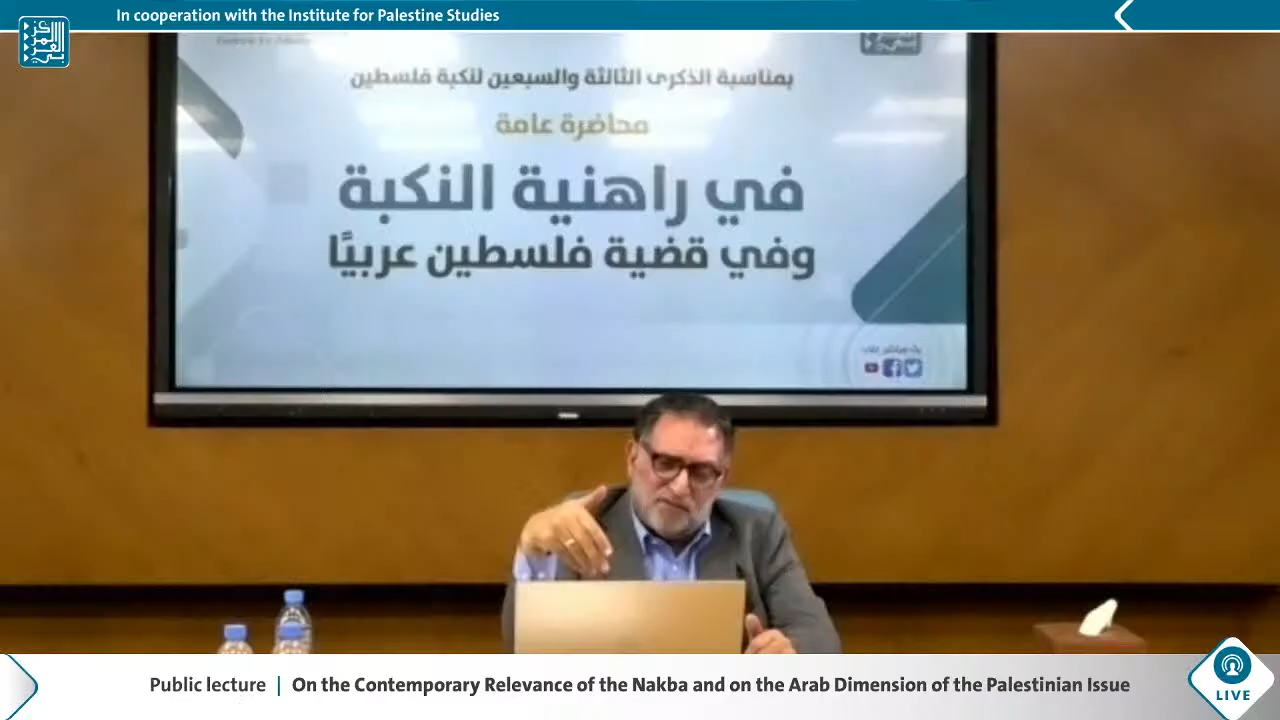 In cooperation with the Institute for Palestine Studies
بمناسبة الذكرى الثالثة والسبعين لنكبة فلسطين
محاضرة عامة
في راهنية النكبة
وفي قضية فلسطين عربيًا
Public lecture | On the Contemporary Relevance of the Nakba and on the Arab Dimension of the Palestinian Issue
LIVE